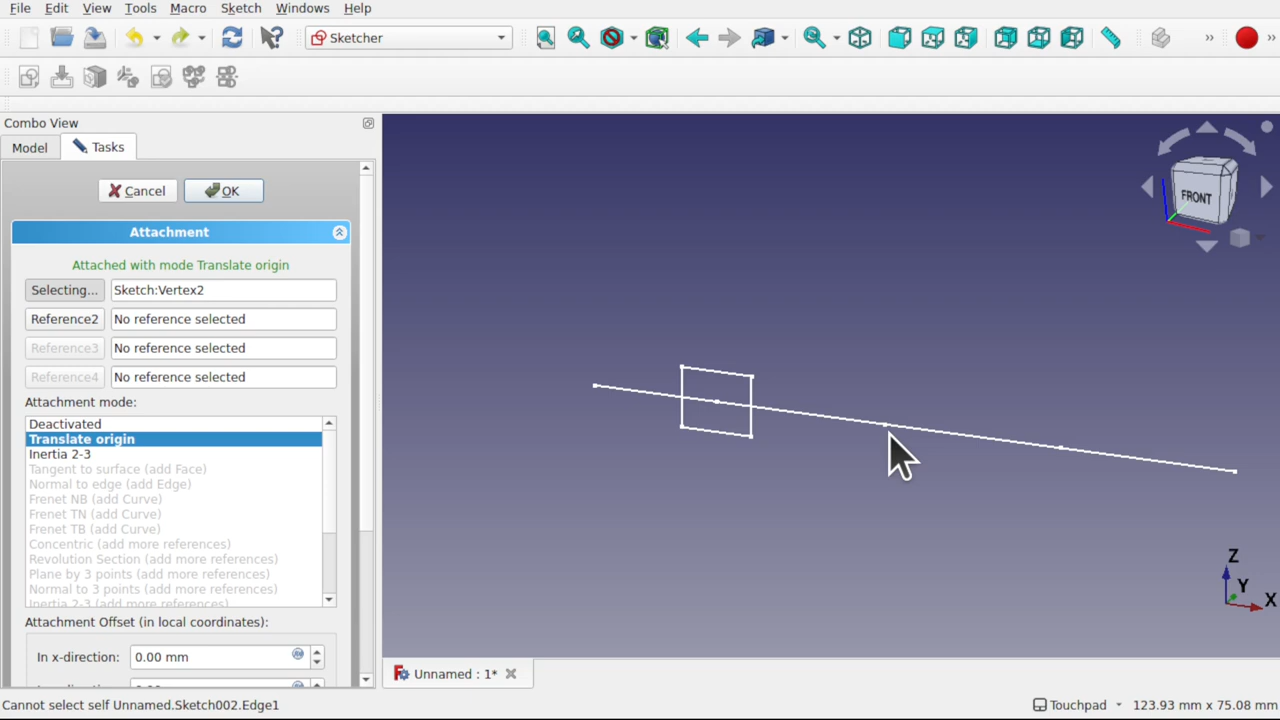 File Edit View Tools Macro Sketch Windows Help
Sketcher
»
»
Combo View
Model
Tasks
Cancel
OK
Attachment
Attached with mode Translate origin
Selecting... Sketch:Vertex2
Reference2 No reference selected
Reference3 No reference selected
Reference4 No reference selected
Attachment mode:
Deactivated
Translate origin
Inertia 2-3
Tangent to surface (add Face)
Normal to edge (add Edge)
Frenet NB (add Curve)
Frenet TN (add Curve)
Frenet TB (add Curve)
Concentric (add more references)
Revolution Section (add more references)
Plane by 3 points (add more references)
Normal to 3 points (add more references)
Inertia 2-3 (add more references)
Attachment Offset (in local coordinates):
In x-direction: 0.00 mm
FRONT
Z
Y
X
Unnamed : 1*
Cannot select self Unnamed.Sketch002.Edge1
Touchpad
123.93 mm x 75.08 mm